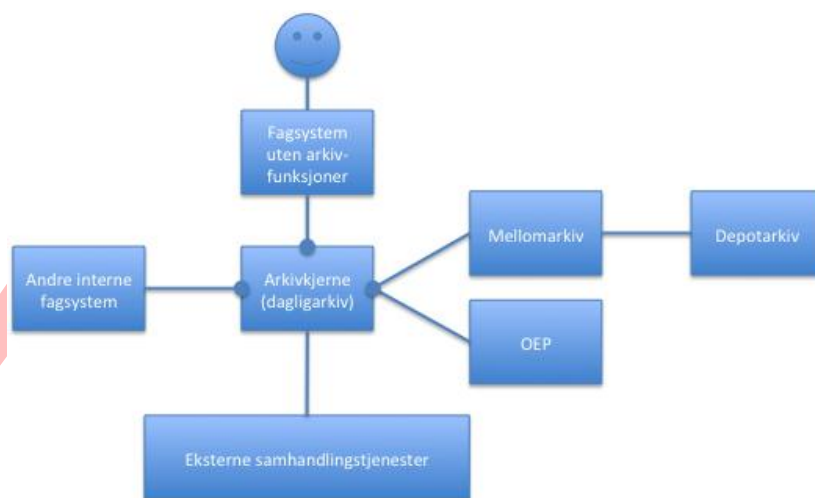 Fagsystem
uten arkiv-
funksjoner
Andre interne
fagsystem
Arkivkjerne
(dagligarkiv)
Mellomarkiv
Depotarkiv
OEP
Eksterne samhandlingstjenester